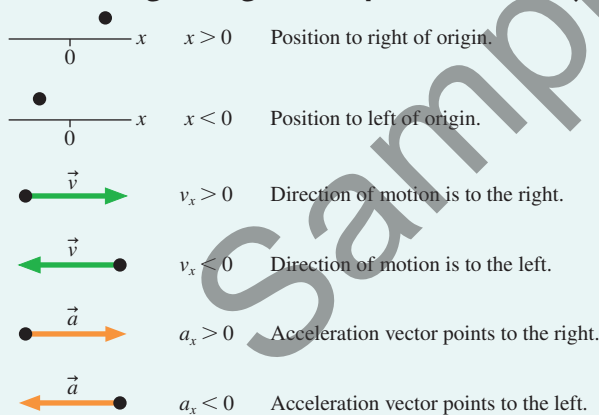 x x > 0 Position to right of origin.
0
x x < 0 Position to left of origin.
0
v⃗ vₓ > 0 Direction of motion is to the right.
v⃗ vₓ < 0 Direction of motion is to the left.
a⃗ aₓ > 0 Acceleration vector points to the right.
a⃗ aₓ < 0 Acceleration vector points to the left.
Sampl